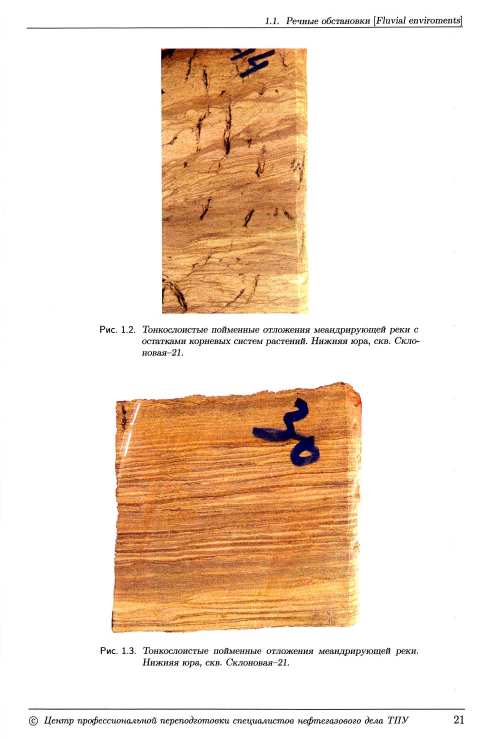 1.1. Речные обстановки [Fluvial enviroments]
Рис. 1.2. Тонкослоистые пойменные отложения меандрирующей реки с
остатками корневых систем растений. Нижняя юра, скв. Скло-
новая–21.
Рис. 1.3. Тонкослоистые пойменные отложения меандрирующей реки.
Нижняя юра, скв. Склоновая–21.
© Центр профессиональной переподготовки специалистов нефтегазового дела ТПУ 21